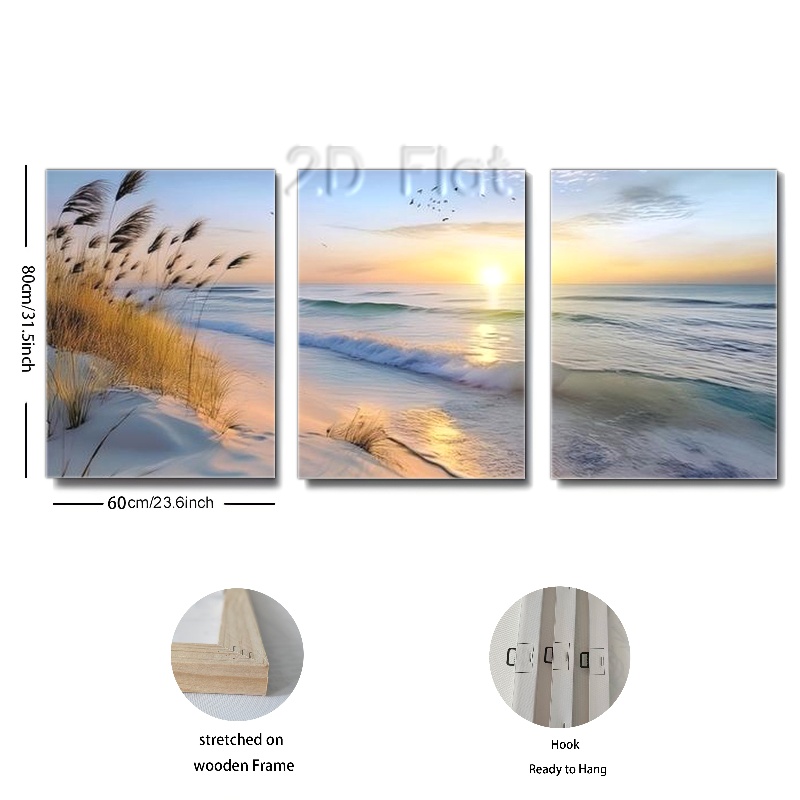 2D Flat
80cm/31.5inch
60cm/23.6inch
stretched on
wooden Frame
Hook
Ready to Hang